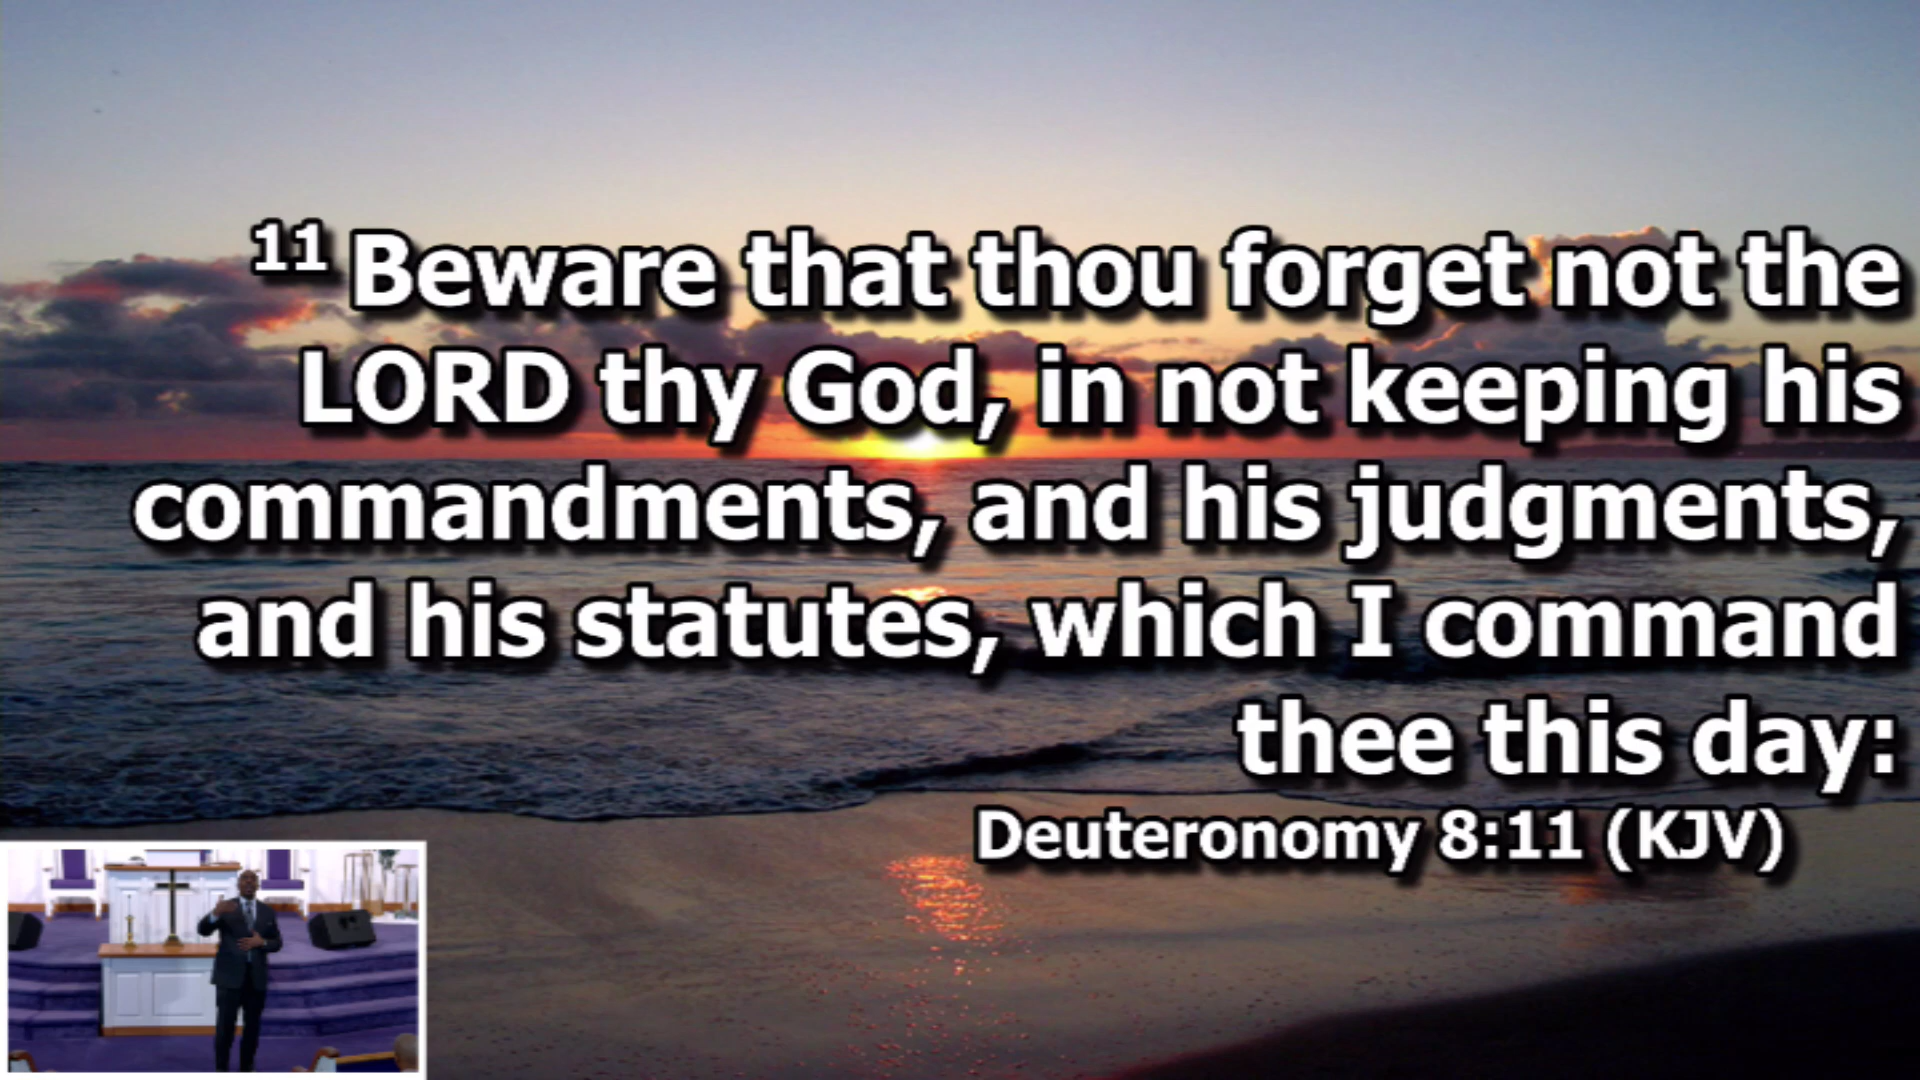 11 Beware that thou forget not the
LORD thy God, in not keeping his
commandments, and his judgments,
and his statutes, which I command
thee this day:
Deuteronomy 8:11 (KJV)